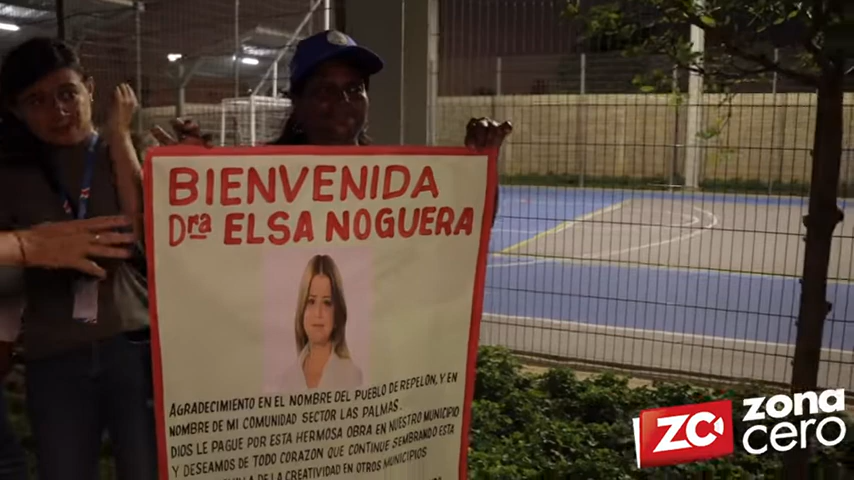 BIENVENIDA
Dra ELSA NOGUERA
AGRADECIMIENTO EN EL NOMBRE DEL PUEBLO DE REPELON, Y EN
NOMBRE DE MI COMUNIDAD SECTOR LAS PALMAS.
DIOS LE PAGUE POR ESTA HERMOSA OBRA EN NUESTRO MUNICIPIO
Y DESEAMOS DE TODO CORAZON QUE CONTINUE SEMBRANDO ESTA
DE LA CREATIVIDAD EN OTROS MUNICIPIOS
ZC
zona
cero